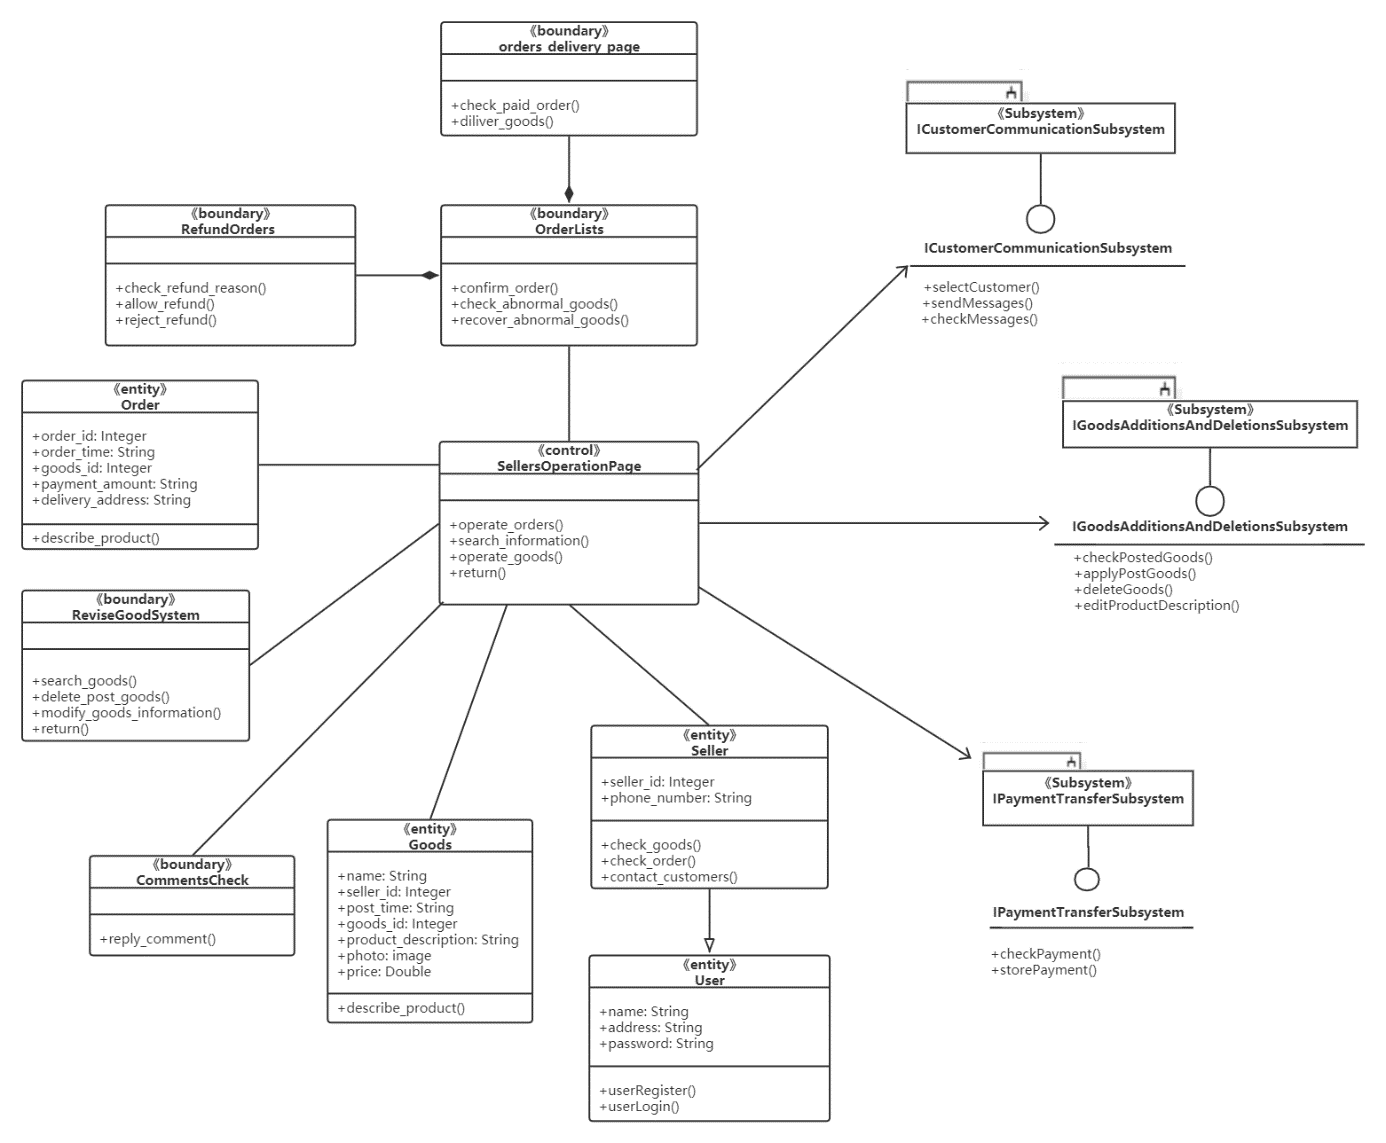 《boundary》
orders_delivery_page
+check_paid_order()
+diliver_goods()
《Subsystem》
ICustomerCommunicationSubsystem
ICustomerCommunicationSubsystem
+selectCustomer()
+sendMessages()
+checkMessages()
《boundary》
RefundOrders
+check_refund_reason()
+allow_refund()
+reject_refund()
《boundary》
OrderLists
+confirm_order()
+check_abnormal_goods()
+recover_abnormal_goods()
《entity》
Order
+order_id: Integer
+order_time: String
+goods_id: Integer
+payment_amount: String
+delivery_address: String
+describe_product()
《control》
SellersOperationPage
+operate_orders()
+search_information()
+operate_goods()
+return()
《Subsystem》
IGoodsAdditionsAndDeletionsSubsystem
IGoodsAdditionsAndDeletionsSubsystem
+checkPostedGoods()
+applyPostGoods()
+deleteGoods()
+editProductDescription()
《boundary》
ReviseGoodSystem
+search_goods()
+delete_post_goods()
+modify_goods_information()
+return()
《entity》
Seller
+seller_id: Integer
+phone_number: String
+check_goods()
+check_order()
+contact_customers()
《Subsystem》
IPaymentTransferSubsystem
IPaymentTransferSubsystem
+checkPayment()
+storePayment()
《boundary》
CommentsCheck
+reply_comment()
《entity》
Goods
+name: String
+seller_id: Integer
+post_time: String
+goods_id: Integer
+product_description: String
+photo: image
+price: Double
+describe_product()
《entity》
User
+name: String
+address: String
+password: String
+userRegister()
+userLogin()